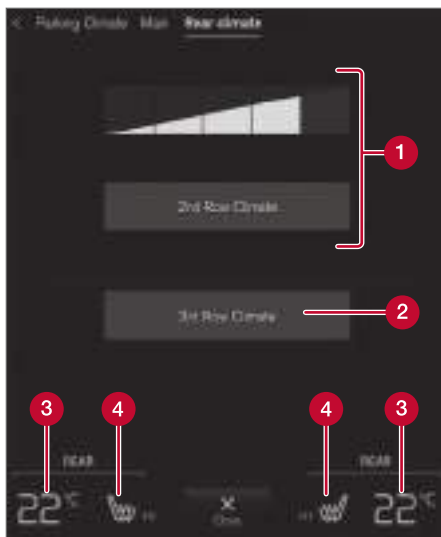 < Parking Climate Main Rear climate
1
2nd Row Climate
3rd Row Climate
2
3 4 4 3
REAR REAR
22°C 22°C
Close